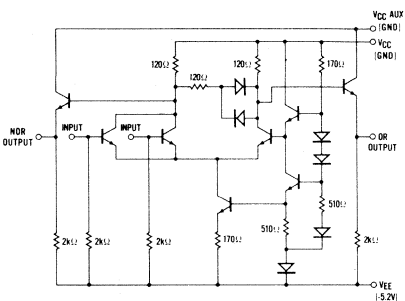 VCC AUX
(GND)
VCC
(GND)
120Ω
120Ω
120Ω
170Ω
NOR
OUTPUT
INPUT
INPUT
OR
OUTPUT
510Ω
2kΩ
2kΩ
2kΩ
170Ω
510Ω
2kΩ
VEE
(-5.2V)